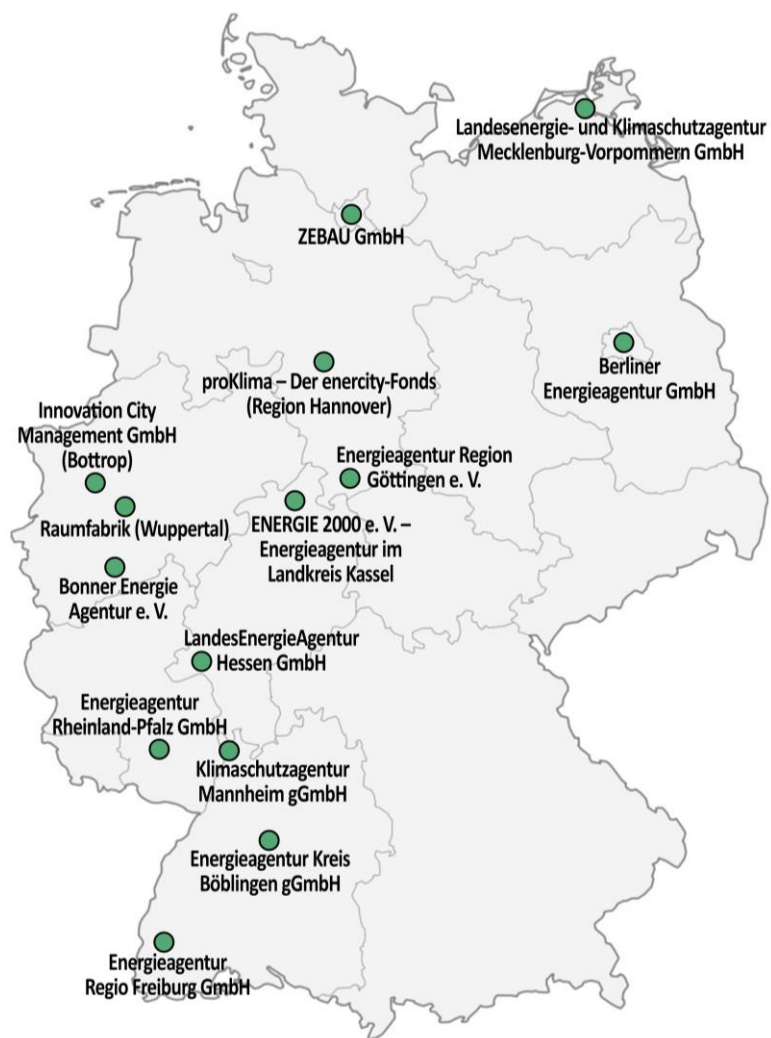 Landesenergie- und Klimaschutzagentur
Mecklenburg-Vorpommern GmbH
ZEBAU GmbH
Berliner
Energieagentur GmbH
proKlima – Der enercity-Fonds
(Region Hannover)
Innovation City
Management GmbH
(Bottrop)
Energieagentur Region
Göttingen e. V.
Raumfabrik (Wuppertal)
ENERGIE 2000 e. V. –
Energieagentur im
Landkreis Kassel
Bonner Energie
Agentur e. V.
LandesEnergieAgentur
Hessen GmbH
Energieagentur
Rheinland-Pfalz GmbH
Klimaschutzagentur
Mannheim gGmbH
Energieagentur Kreis
Böblingen gGmbH
Energieagentur
Regio Freiburg GmbH